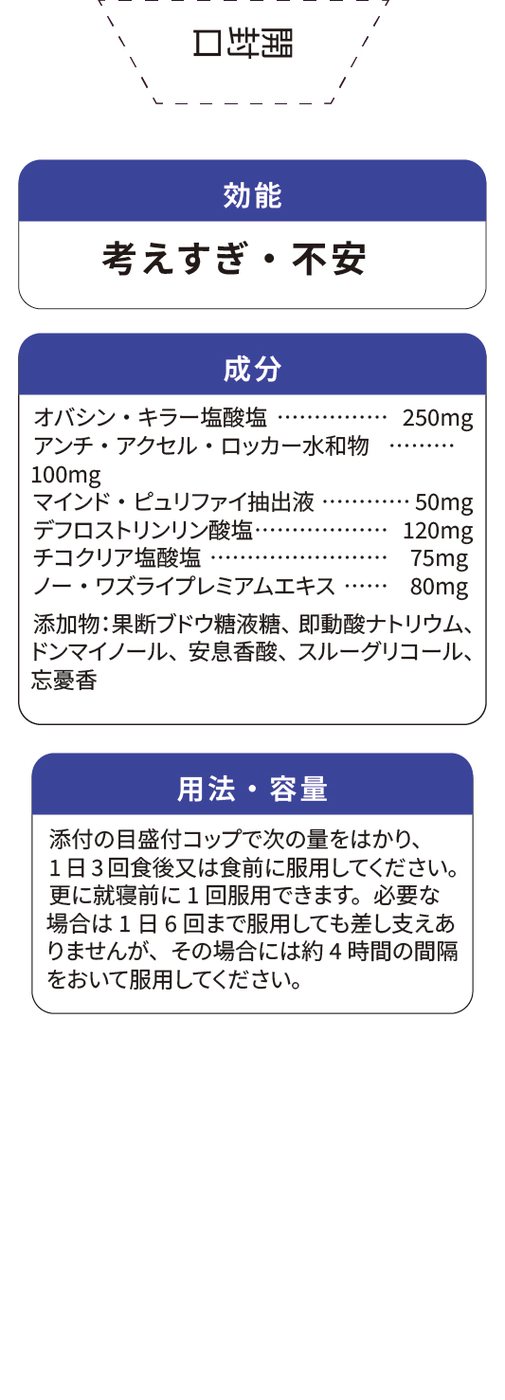 開封口
効能
考えすぎ・不安
成分
オバシン・キラー塩酸塩 …………… 250mg
アンチ・アクセル・ロッカー水和物 ………
100mg
マインド・ピュリファイ抽出液 ………… 50mg
デフロストリンリン酸塩……………… 120mg
チコクリア塩酸塩 …………………… 75mg
ノー・ワズライプレミアムエキス …… 80mg
添加物：果断ブドウ糖液糖、即動酸ナトリウム、
ドンマイノール、安息香酸、スルーグリコール、
忘憂香
用法・容量
添付の目盛付コップで次の量をはかり、
1日3回食後又は食前に服用してください。
更に就寝前に1回服用できます。必要な
場合は1日6回まで服用しても差し支えあ
りませんが、その場合には約4時間の間隔
をおいて服用してください。